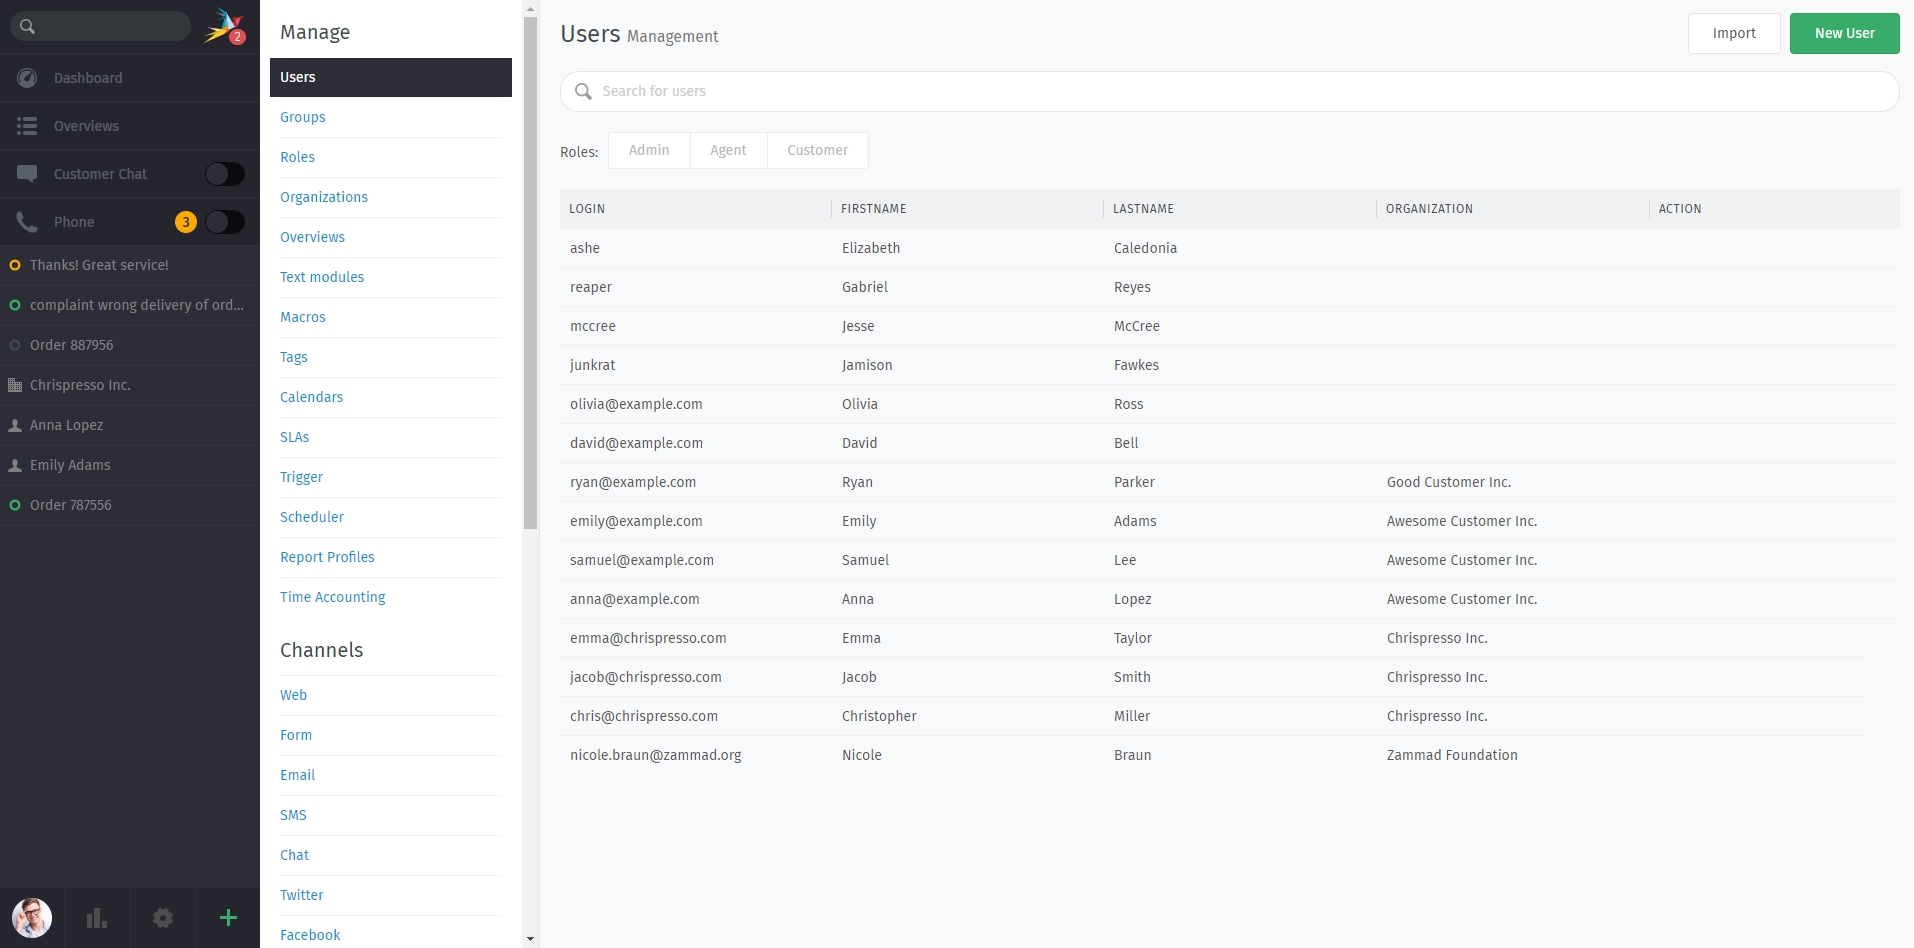 2
Dashboard
Overviews
Customer Chat
Phone 3
Thanks! Great service!
complaint wrong delivery of ord...
Order 887956
Chrispresso Inc.
Anna Lopez
Emily Adams
Order 787556
Manage
Users
Groups
Roles
Organizations
Overviews
Text modules
Macros
Tags
Calendars
SLAs
Trigger
Scheduler
Report Profiles
Time Accounting
Channels
Web
Form
Email
SMS
Chat
Twitter
Facebook
Users Management
Import New User
Search for users
Roles: Admin Agent Customer
LOGIN FIRSTNAME LASTNAME ORGANIZATION ACTION
ashe Elizabeth Caledonia
reaper Gabriel Reyes
mccree Jesse McCree
junkrat Jamison Fawkes
olivia@example.com Olivia Ross
david@example.com David Bell
ryan@example.com Ryan Parker Good Customer Inc.
emily@example.com Emily Adams Awesome Customer Inc.
samuel@example.com Samuel Lee Awesome Customer Inc.
anna@example.com Anna Lopez Awesome Customer Inc.
emma@chrispresso.com Emma Taylor Chrispresso Inc.
jacob@chrispresso.com Jacob Smith Chrispresso Inc.
chris@chrispresso.com Christopher Miller Chrispresso Inc.
nicole.braun@zammad.org Nicole Braun Zammad Foundation